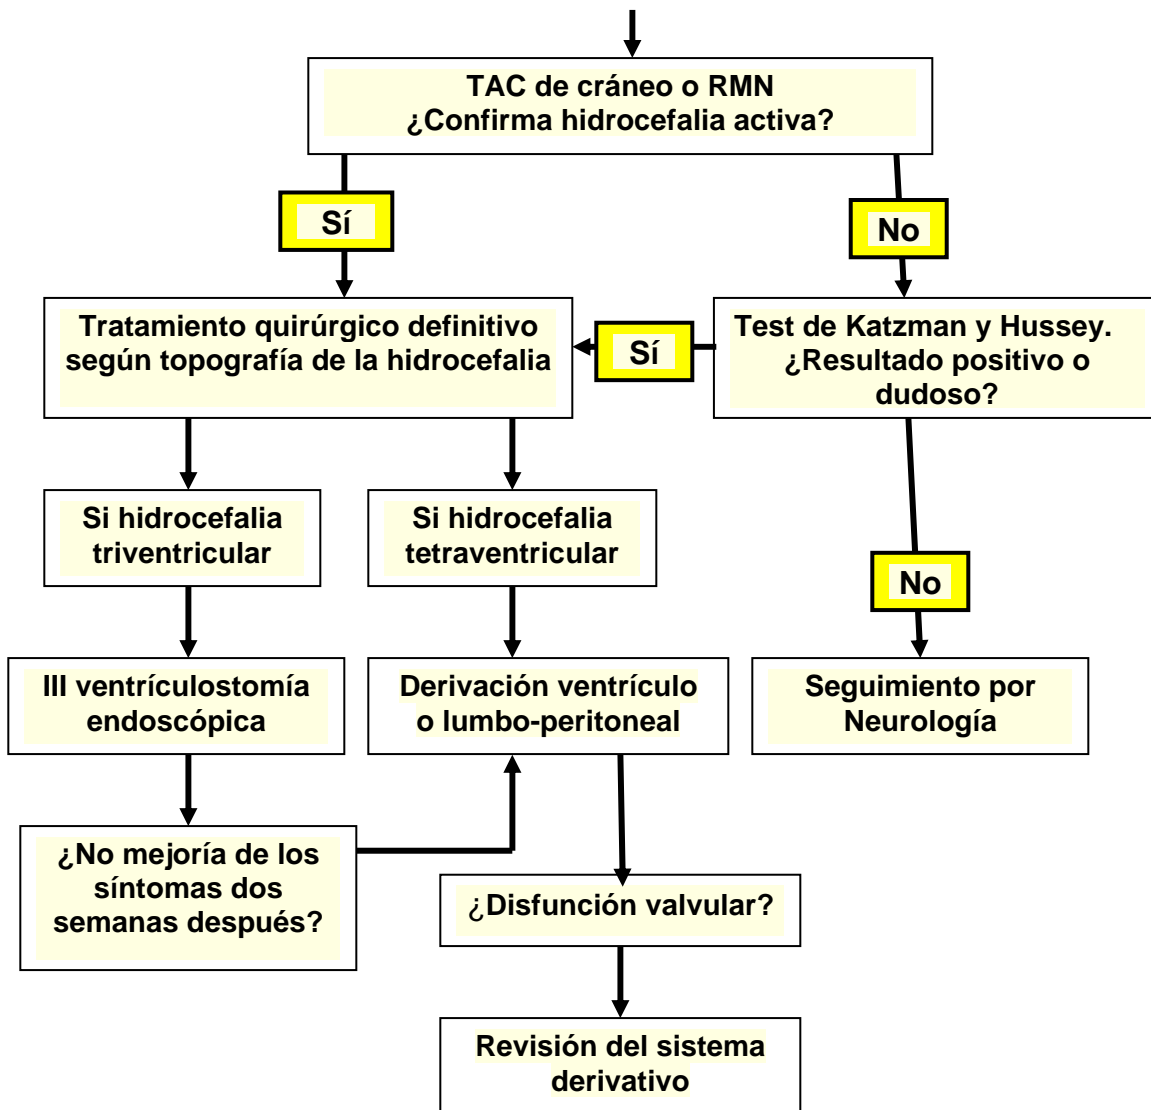 TAC de cráneo o RMN
¿Confirma hidrocefalia activa?
Sí
No
Tratamiento quirúrgico definitivo
según topografía de la hidrocefalia
Sí
Test de Katzman y Hussey.
¿Resultado positivo o
dudoso?
Si hidrocefalia
triventricular
Si hidrocefalia
tetraventricular
No
III ventrículostomía
endoscópica
Derivación ventrículo
o lumbo-peritoneal
Seguimiento por
Neurología
¿No mejoría de los
síntomas dos
semanas después?
¿Disfunción valvular?
Revisión del sistema
derivativo